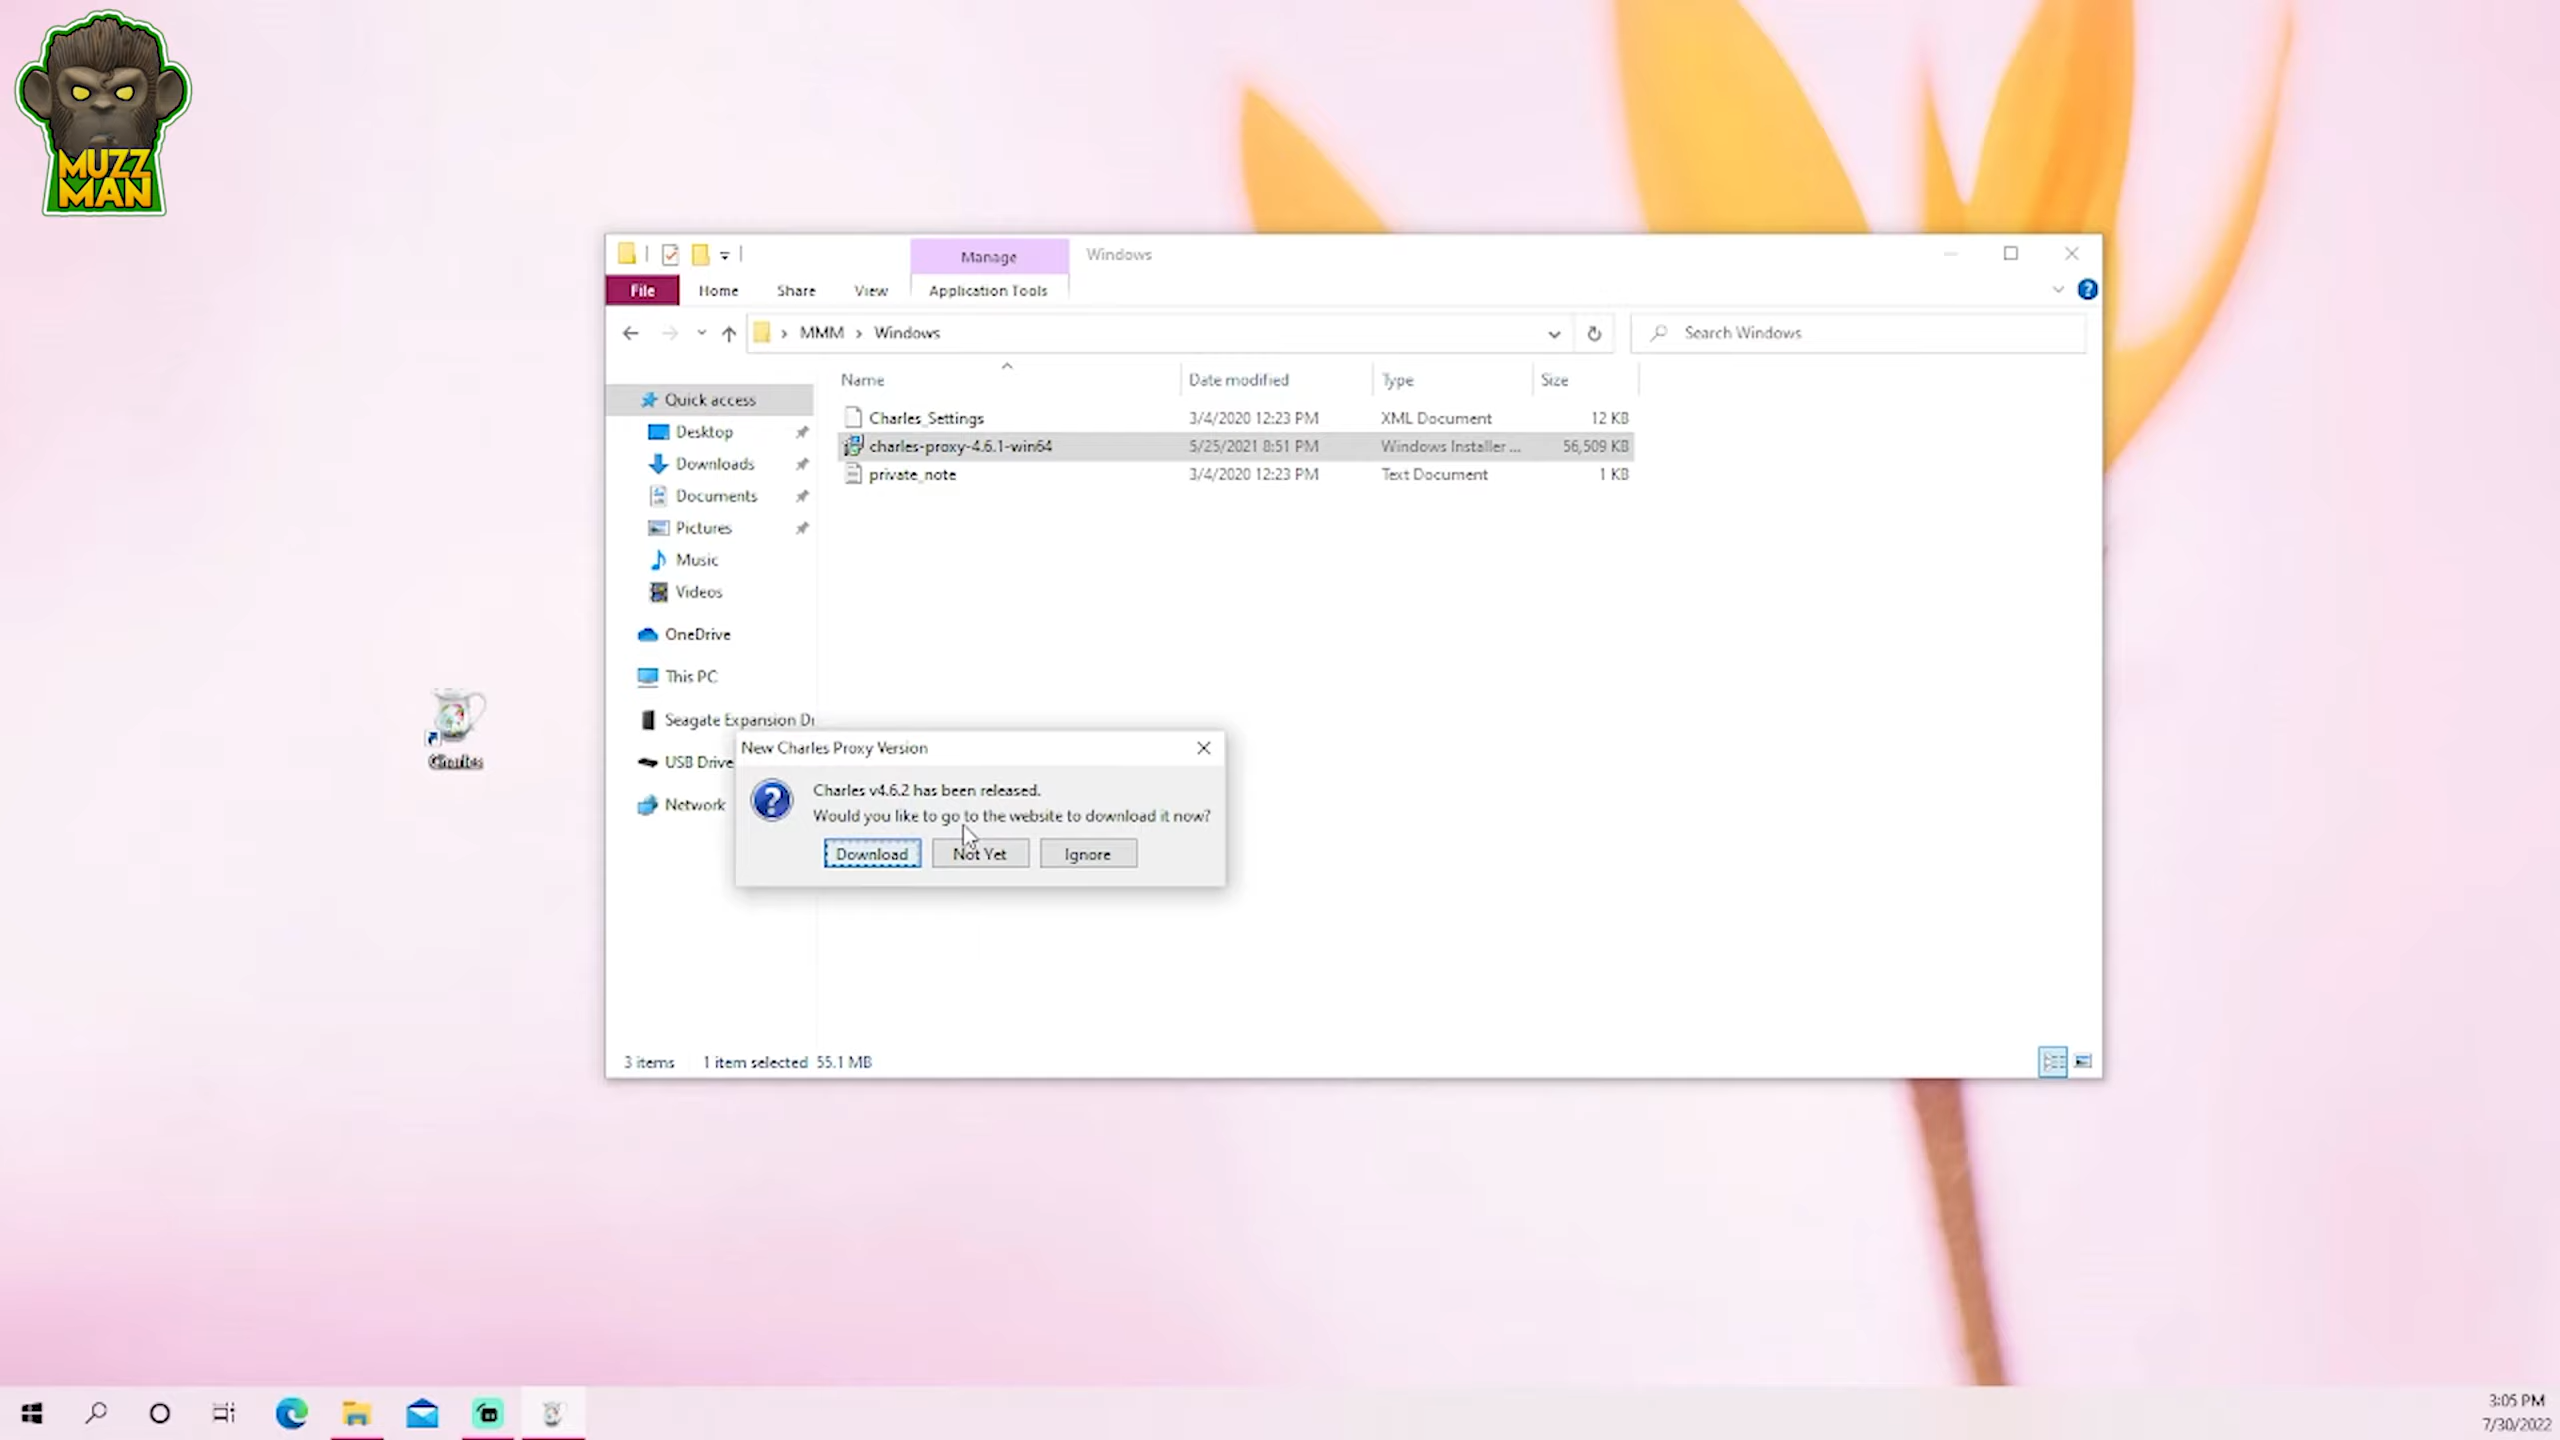 MUZZ
MAN
Manage
Windows
File
Home
Share
View
Application Tools
MMM
Windows
Search Windows
Name
Date modified
Type
Size
Quick access
Desktop
Downloads
Documents
Pictures
Music
Videos
OneDrive
This PC
Seagate Expansion Dr
USB Drive
Network
Charles_Settings 3/4/2020 12:23 PM XML Document 12 KB
charles-proxy-4.6.1-win64 5/25/2021 8:51 PM Windows Installer ... 56,509 KB
private_note 3/4/2020 12:23 PM Text Document 1 KB
Charles
New Charles Proxy Version
Charles v4.6.2 has been released.
Would you like to go to the website to download it now?
Download
Not Yet
Ignore
3 items
1 item selected 55.1 MB
3:05 PM
7/30/2022